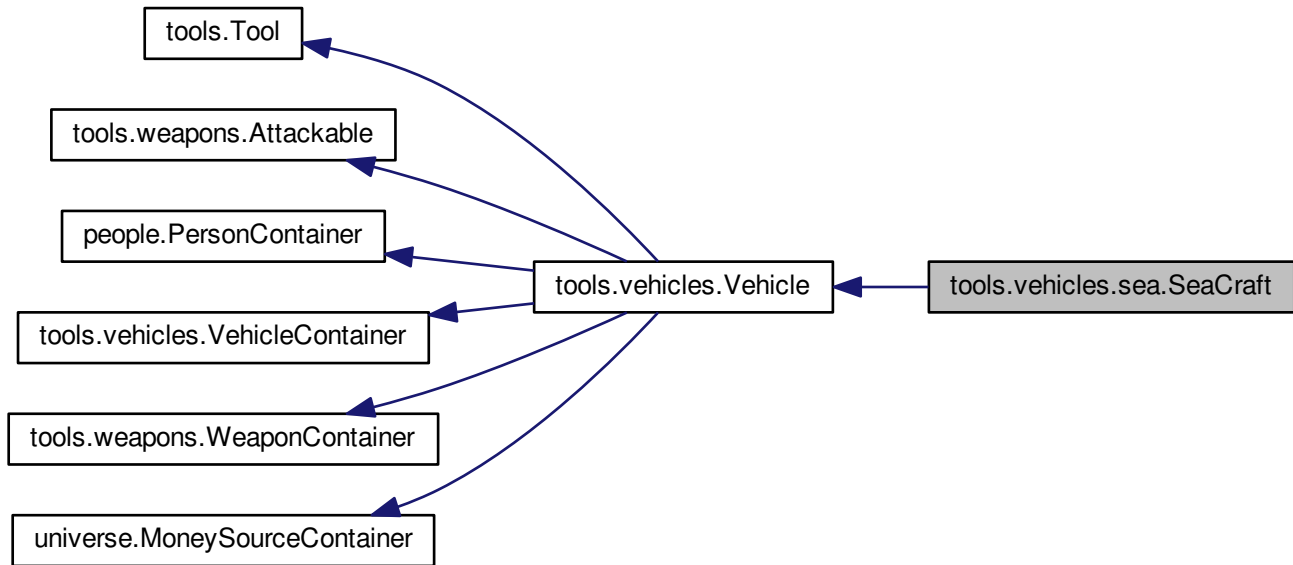 tools.Tool
tools.weapons.Attackable
people.PersonContainer
tools.vehicles.Vehicle
tools.vehicles.sea.SeaCraft
tools.vehicles.VehicleContainer
tools.weapons.WeaponContainer
universe.MoneySourceContainer